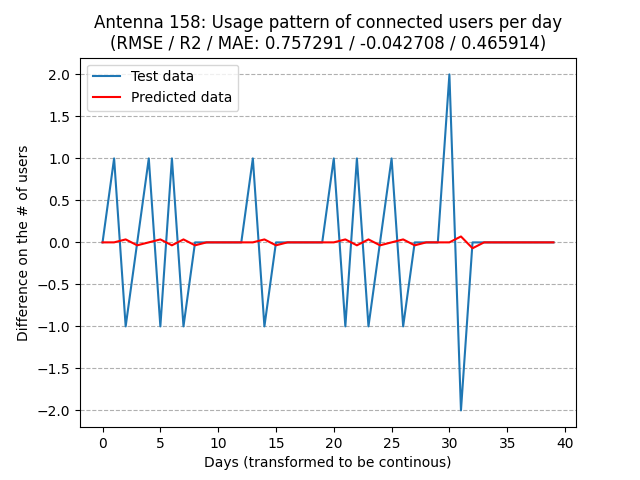 Antenna 158: Usage pattern of connected users per day
(RMSE / R2 / MAE: 0.757291 / -0.042708 / 0.465914)
Test data
Predicted data
2.0
1.5
1.0
0.5
0.0
−0.5
−1.0
−1.5
−2.0
Difference on the # of users
0 5 10 15 20 25 30 35 40
Days (transformed to be continous)